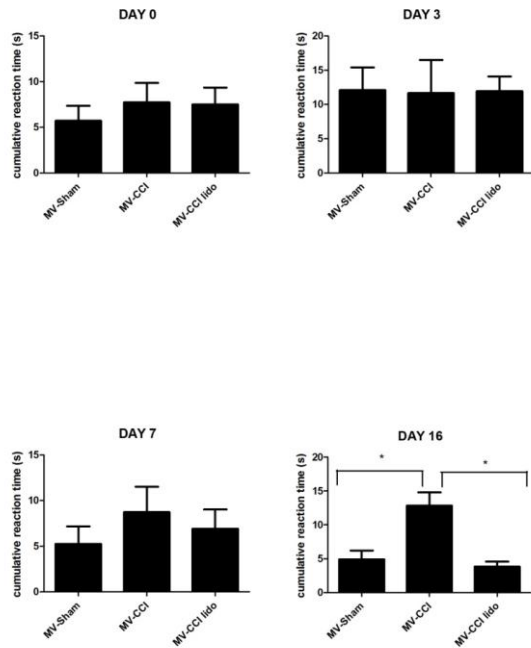 DAY 0
cumulative reaction time (s)
15
10
5
0
MV-Sham
MV-CCI
MV-CCI lido
DAY 3
cumulative reaction time (s)
20
15
10
5
0
MV-Sham
MV-CCI
MV-CCI lido
DAY 7
cumulative reaction time (s)
15
10
5
0
MV-Sham
MV-CCI
MV-CCI lido
DAY 16
cumulative reaction time (s)
20
15
10
5
0
*
*
MV-Sham
MV-CCI
MV-CCI lido